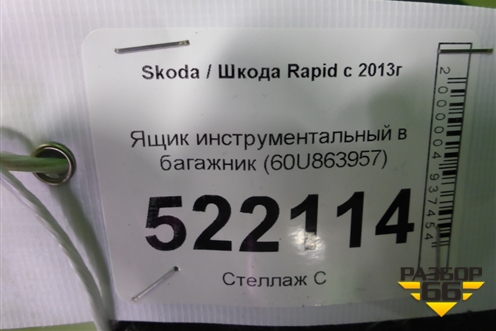 Skoda / Шкода Rapid с 2013г
Ящик инструментальный в
багажник (60U863957)
522114
Стеллаж С
2000004937454
РАЗБОР
66